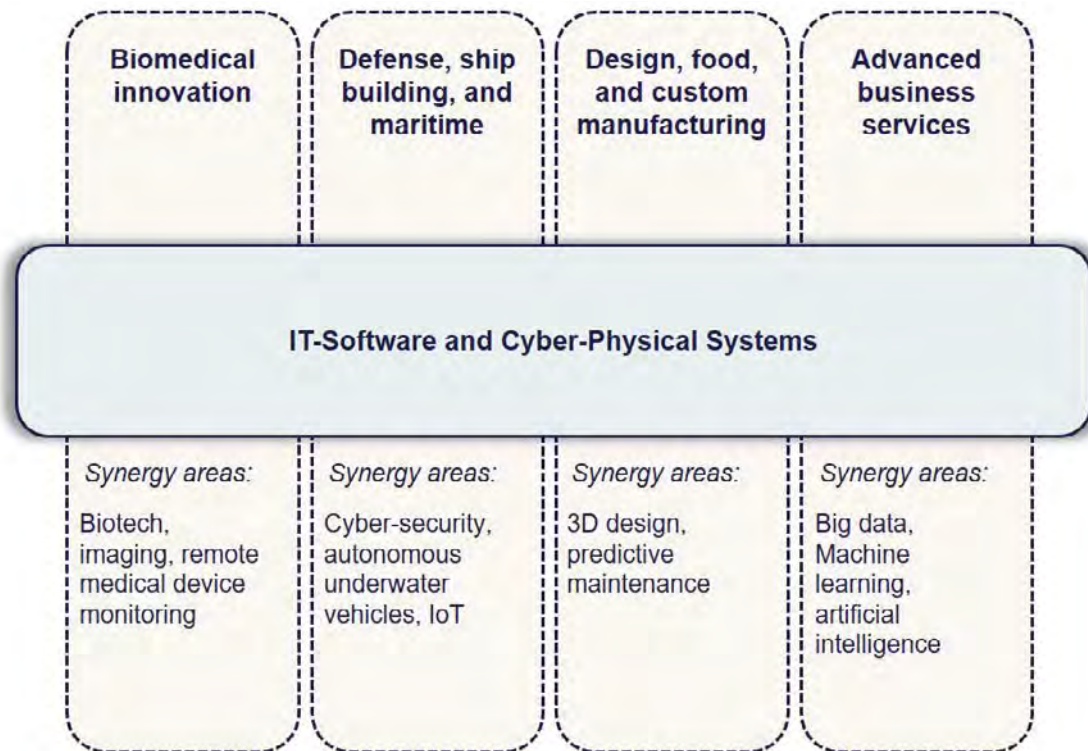 Biomedical
innovation
Defense, ship
building, and
maritime
Design, food,
and custom
manufacturing
Advanced
business
services
IT-Software and Cyber-Physical Systems
Synergy areas:
Biotech,
imaging, remote
medical device
monitoring
Synergy areas:
Cyber-security,
autonomous
underwater
vehicles, IoT
Synergy areas:
3D design,
predictive
maintenance
Synergy areas:
Big data,
Machine
learning,
artificial
intelligence